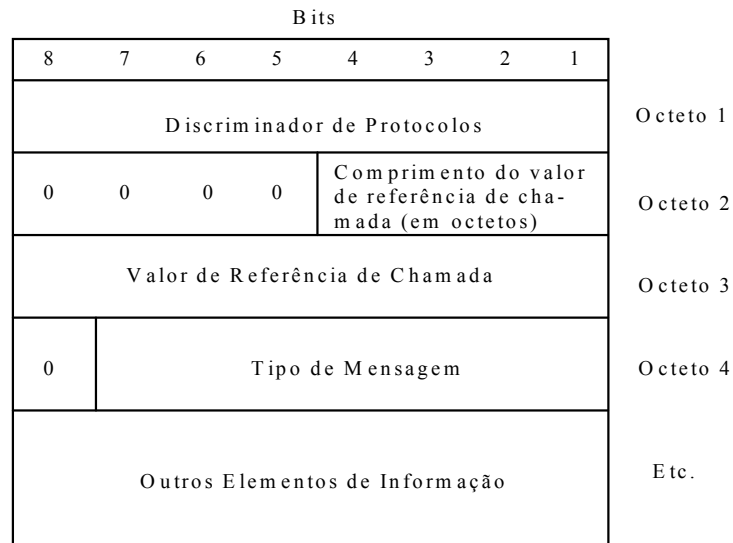 Bits
8 7 6 5 4 3 2 1
Discriminador de Protocolos
Octeto 1
0 0 0 0
Comprimento do valor
de referência de cha-
mada (em octetos)
Octeto 2
Valor de Referência de Chamada
Octeto 3
0
Tipo de Mensagem
Octeto 4
Outros Elementos de Informação
Etc.